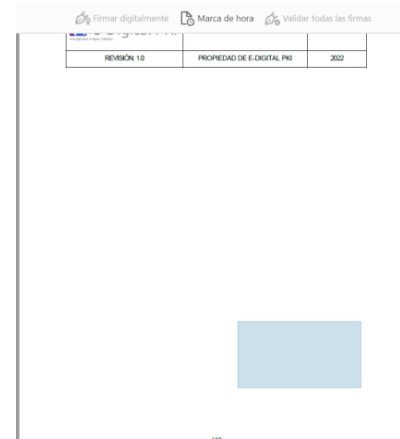 Firmar digitalmente Marca de hora Validar todas las firmas
REVISIÓN: 1.0 PROPIEDAD DE E-DIGITAL PKI 2022